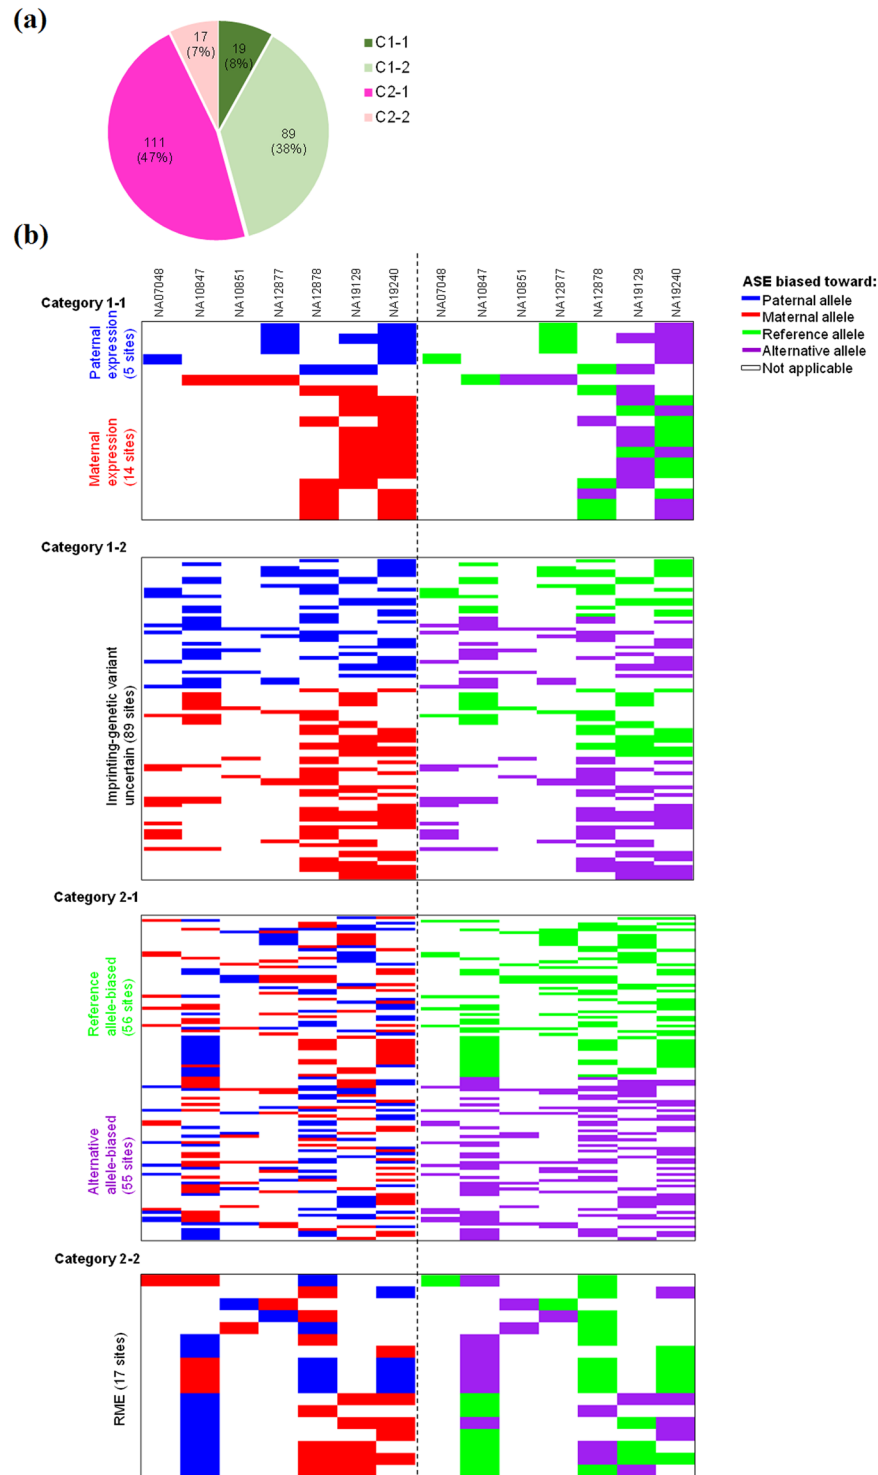 (a)
17
(7%)
19
(8%)
89
(38%)
111
(47%)
C1-1
C1-2
C2-1
C2-2
(b)
NA07048
NA10847
NA10851
NA12877
NA12878
NA19129
NA19240
NA07048
NA10847
NA10851
NA12877
NA12878
NA19129
NA19240
ASE biased toward:
Paternal allele
Maternal allele
Reference allele
Alternative allele
Not applicable
Category 1-1
Paternal
expression
(5 sites)
Maternal
expression
(14 sites)
Category 1-2
Imprinting-genetic variant
uncertain (89 sites)
Category 2-1
Reference
allele-biased
(56 sites)
Alternative
allele-biased
(55 sites)
Category 2-2
RME (17 sites)